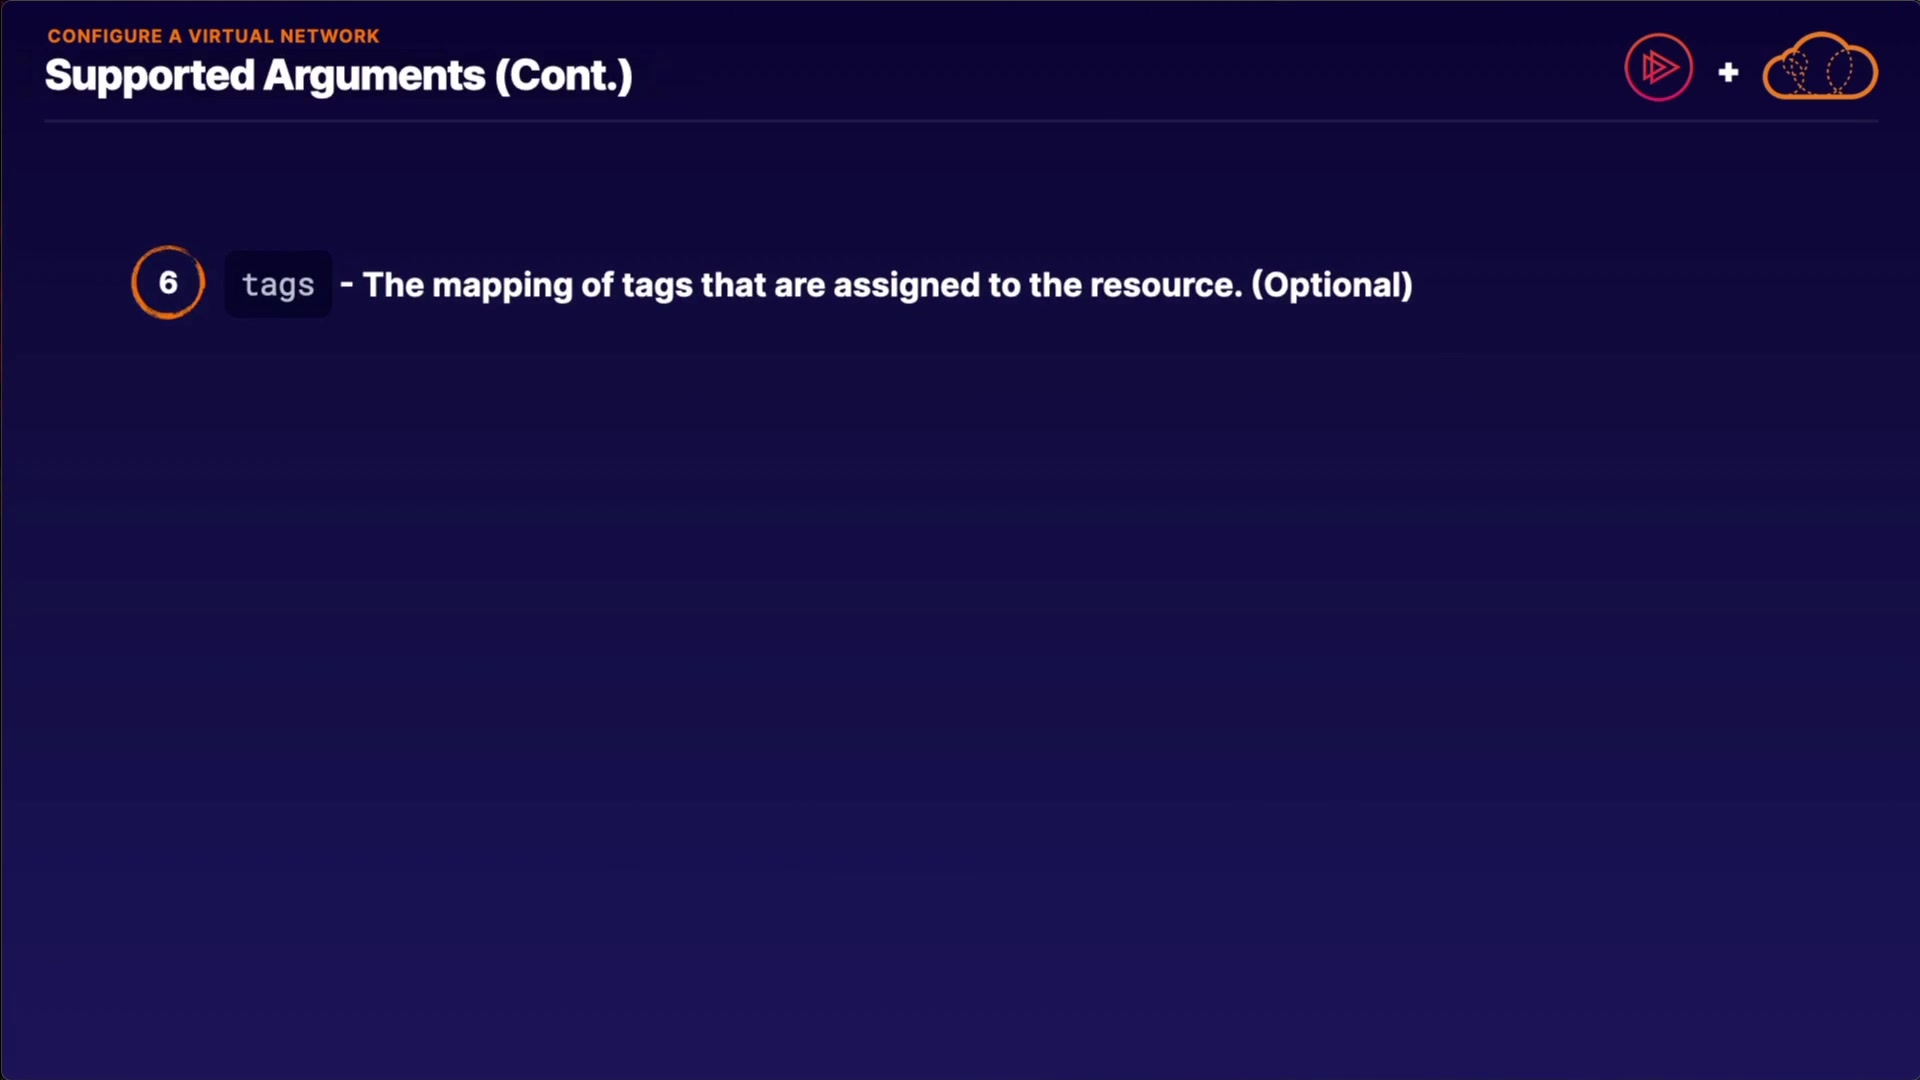 CONFIGURE A VIRTUAL NETWORK
Supported Arguments (Cont.)
+
6 tags - The mapping of tags that are assigned to the resource. (Optional)